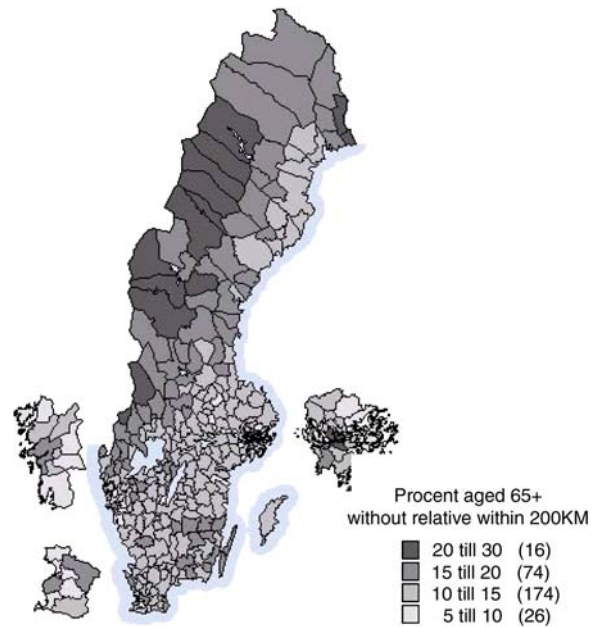 Procent aged 65+
without relative within 200KM
20 till 30 (16)
15 till 20 (74)
10 till 15 (174)
5 till 10 (26)